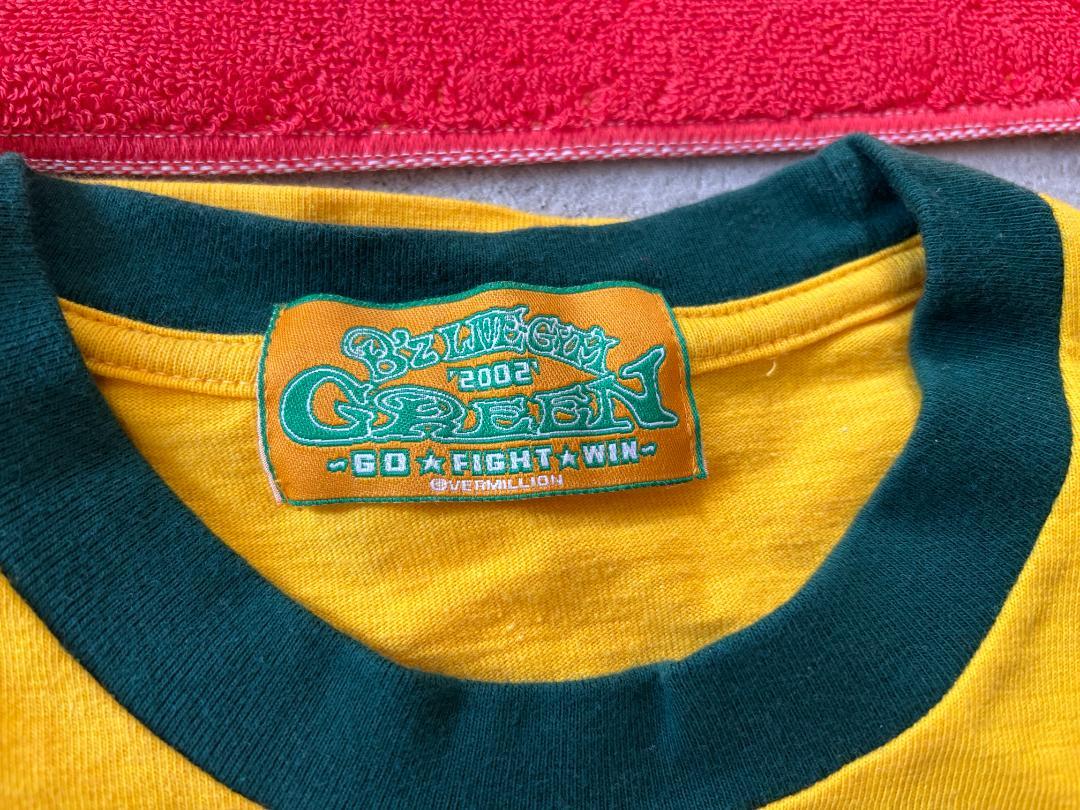 B'z LIVE-GYM
'2002'
GREEN
~GO★FIGHT★WIN~
©VERMILLION